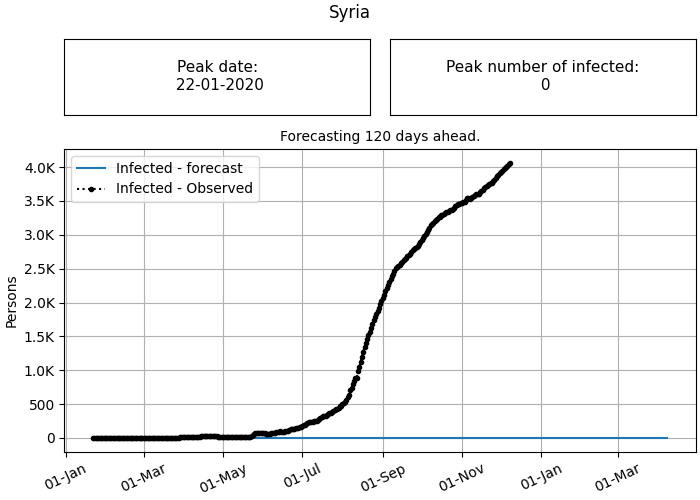 Syria
Peak date:
22-01-2020
Peak number of infected:
0
Forecasting 120 days ahead.
Infected - forecast
Infected - Observed
4.0K
3.5K
3.0K
2.5K
2.0K
1.5K
1.0K
500
0
Persons
01-Jan
01-Mar
01-May
01-Jul
01-Sep
01-Nov
01-Jan
01-Mar